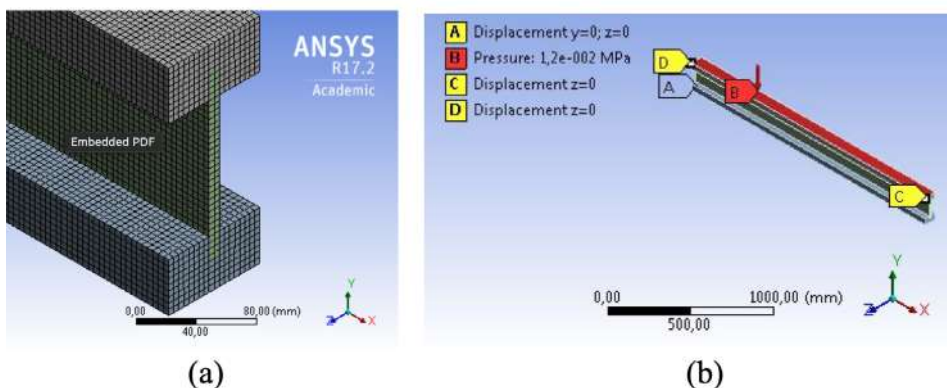 ANSYS
R17.2
Academic
Embedded PDF
0,00
80,00 (mm)
40,00
Y
Z
X
(a)
A Displacement y=0; z=0
B Pressure: 1,2e-002 MPa
C Displacement z=0
D Displacement z=0
D
A
B
C
0,00
1000,00 (mm)
500,00
Y
Z
X
(b)